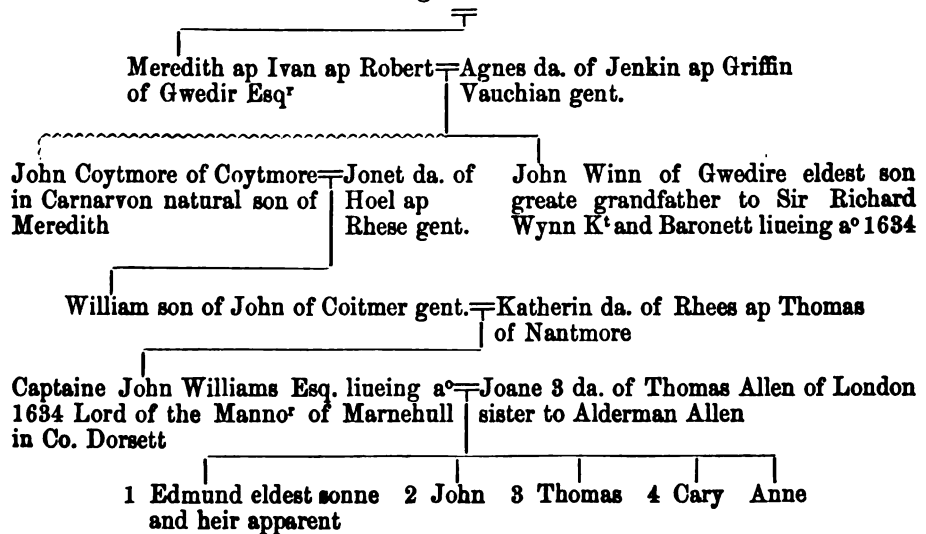 Meredith ap Ivan ap Robert
of Gwedir Esqʳ
Agnes da. of Jenkin ap Griffin
Vauchian gent.
John Coytmore of Coytmore
in Carnarvon natural son of
Meredith
Jonet da. of
Hoel ap
Rhese gent.
John Winn of Gwedire eldest son
greate grandfather to Sir Richard
Wynn Kᵗ and Baronett liueing aº 1634
William son of John of Coitmer gent.
Katherin da. of Rhees ap Thomas
of Nantmore
Captaine John Williams Esq. liueing aº
1634 Lord of the Mannoʳ of Marnehull
in Co. Dorsett
Joane 3 da. of Thomas Allen of London
sister to Alderman Allen
1 Edmund eldest sonne
and heir apparent
2 John
3 Thomas
4 Cary
Anne